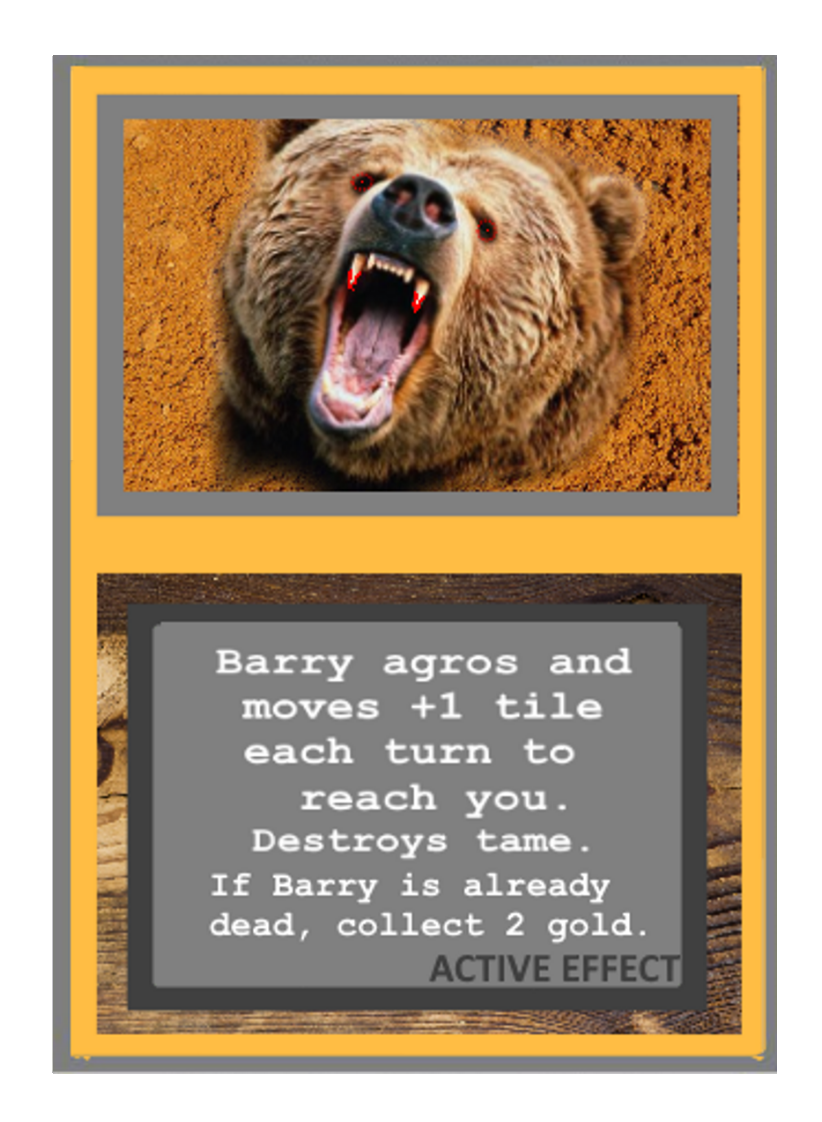 Barry agros and
moves +1 tile
each turn to
reach you.
Destroys tame.
If Barry is already
dead, collect 2 gold.
ACTIVE EFFECT